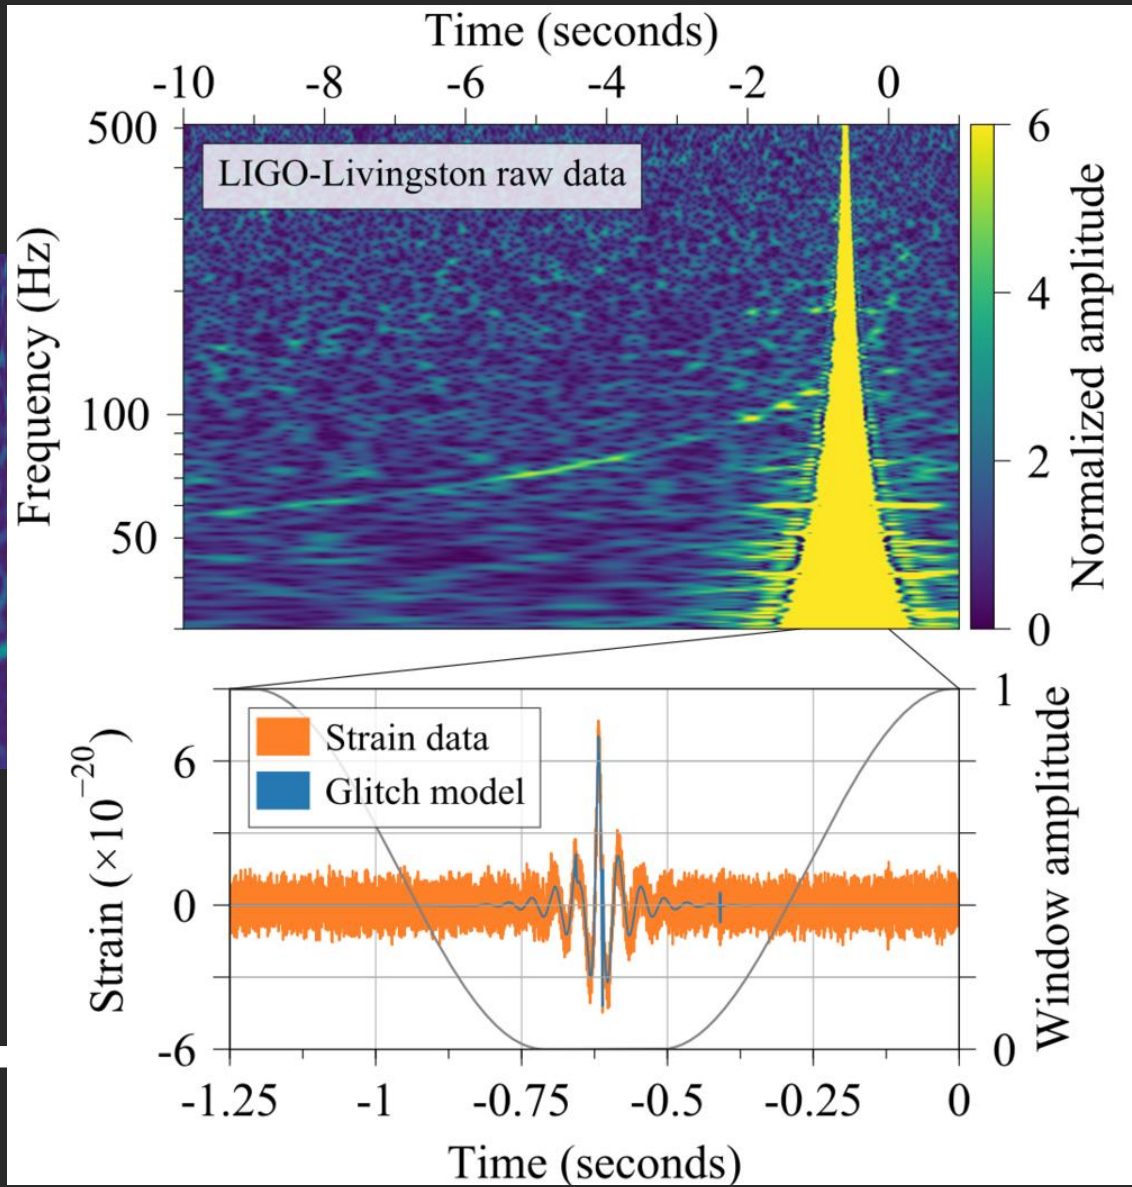 Time (seconds)
-10 -8 -6 -4 -2 0
500
100
50
Frequency (Hz)
LIGO-Livingston raw data
6
4
2
0
Normalized amplitude
Strain data
Glitch model
6
0
-6
Strain (×10⁻²⁰)
1
0
Window amplitude
-1.25 -1 -0.75 -0.5 -0.25 0
Time (seconds)